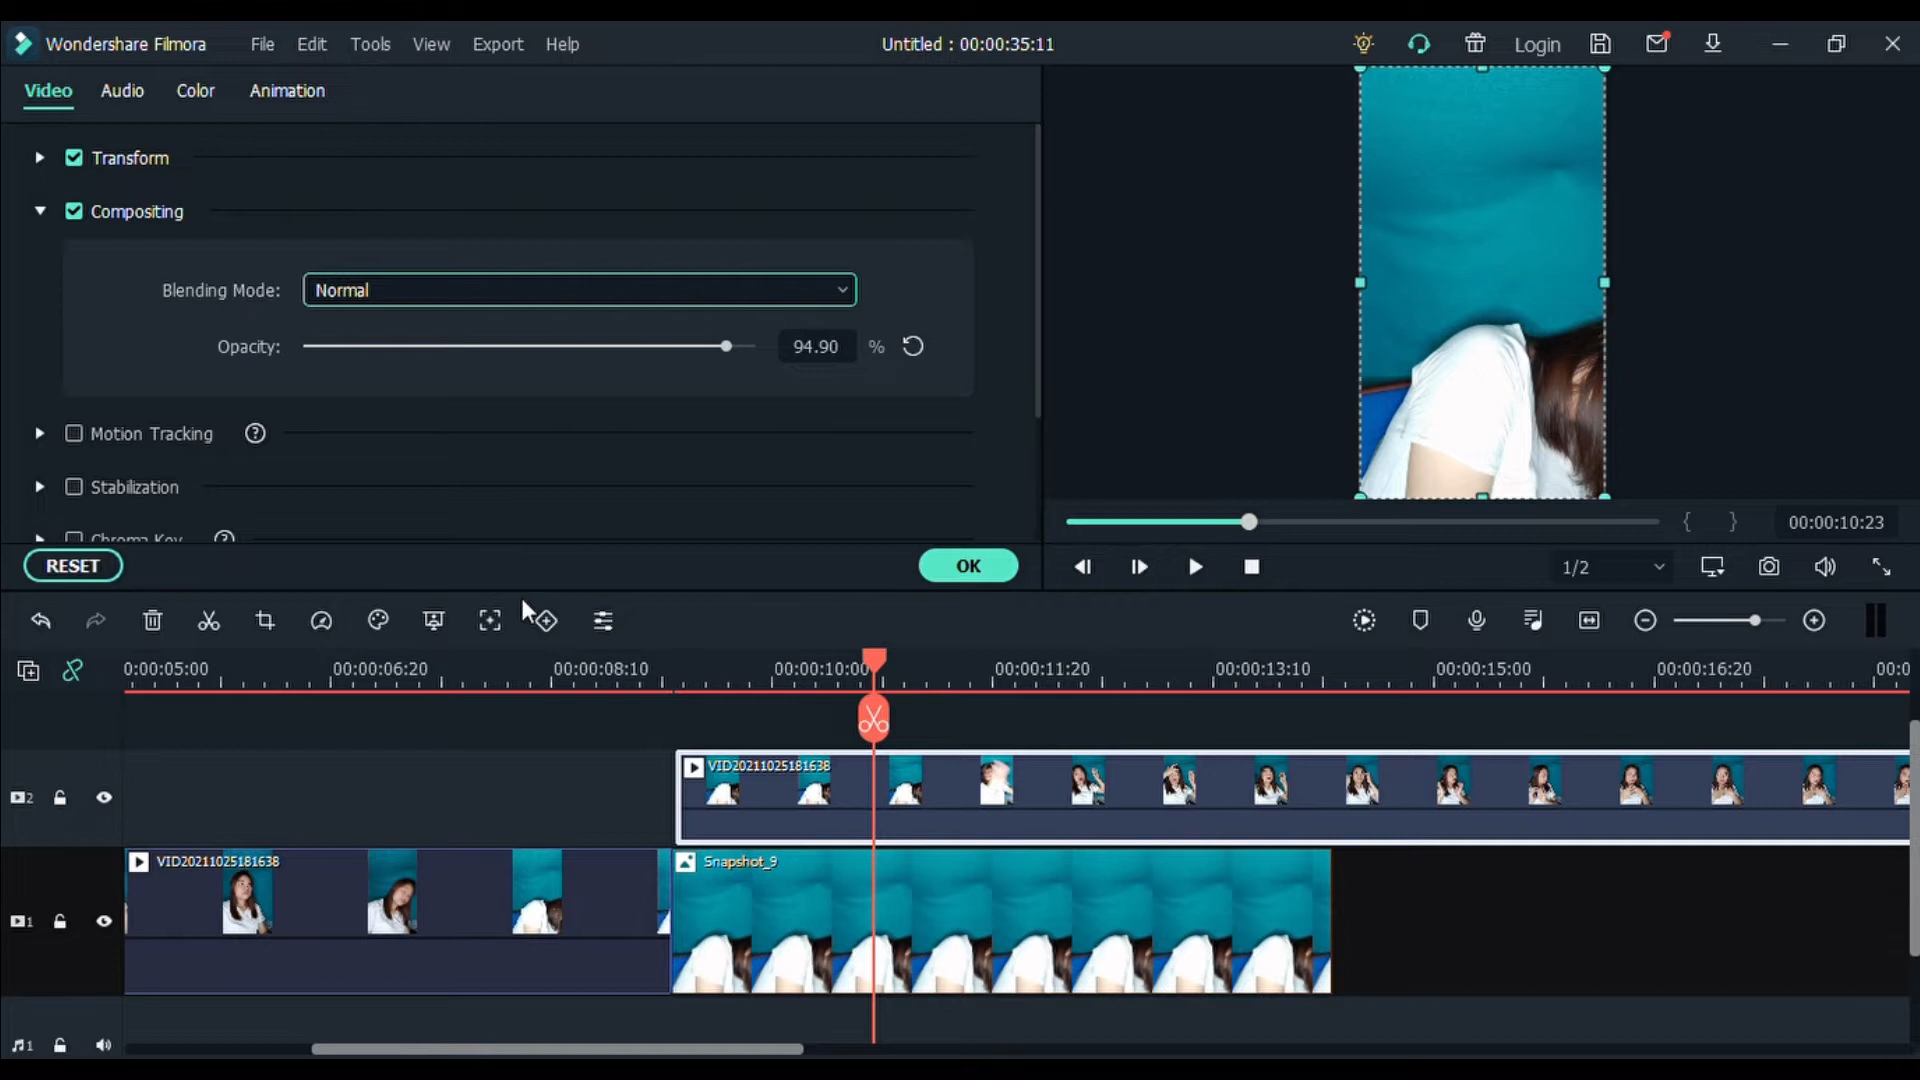 Wondershare Filmora File Edit Tools View Export Help Untitled : 00:00:35:11 Login
Video Audio Color Animation
Transform
Compositing
Blending Mode: Normal
Opacity: 94.90 %
Motion Tracking
Stabilization
Chroma Key
RESET OK
{ } 00:00:10:23
1/2
0:00:05:00 00:00:06:20 00:00:08:10 00:00:10:00 00:00:11:20 00:00:13:10 00:00:15:00 00:00:16:20 00:0
VID20211025181638
2
VID20211025181638 Snapshot_9
1
1